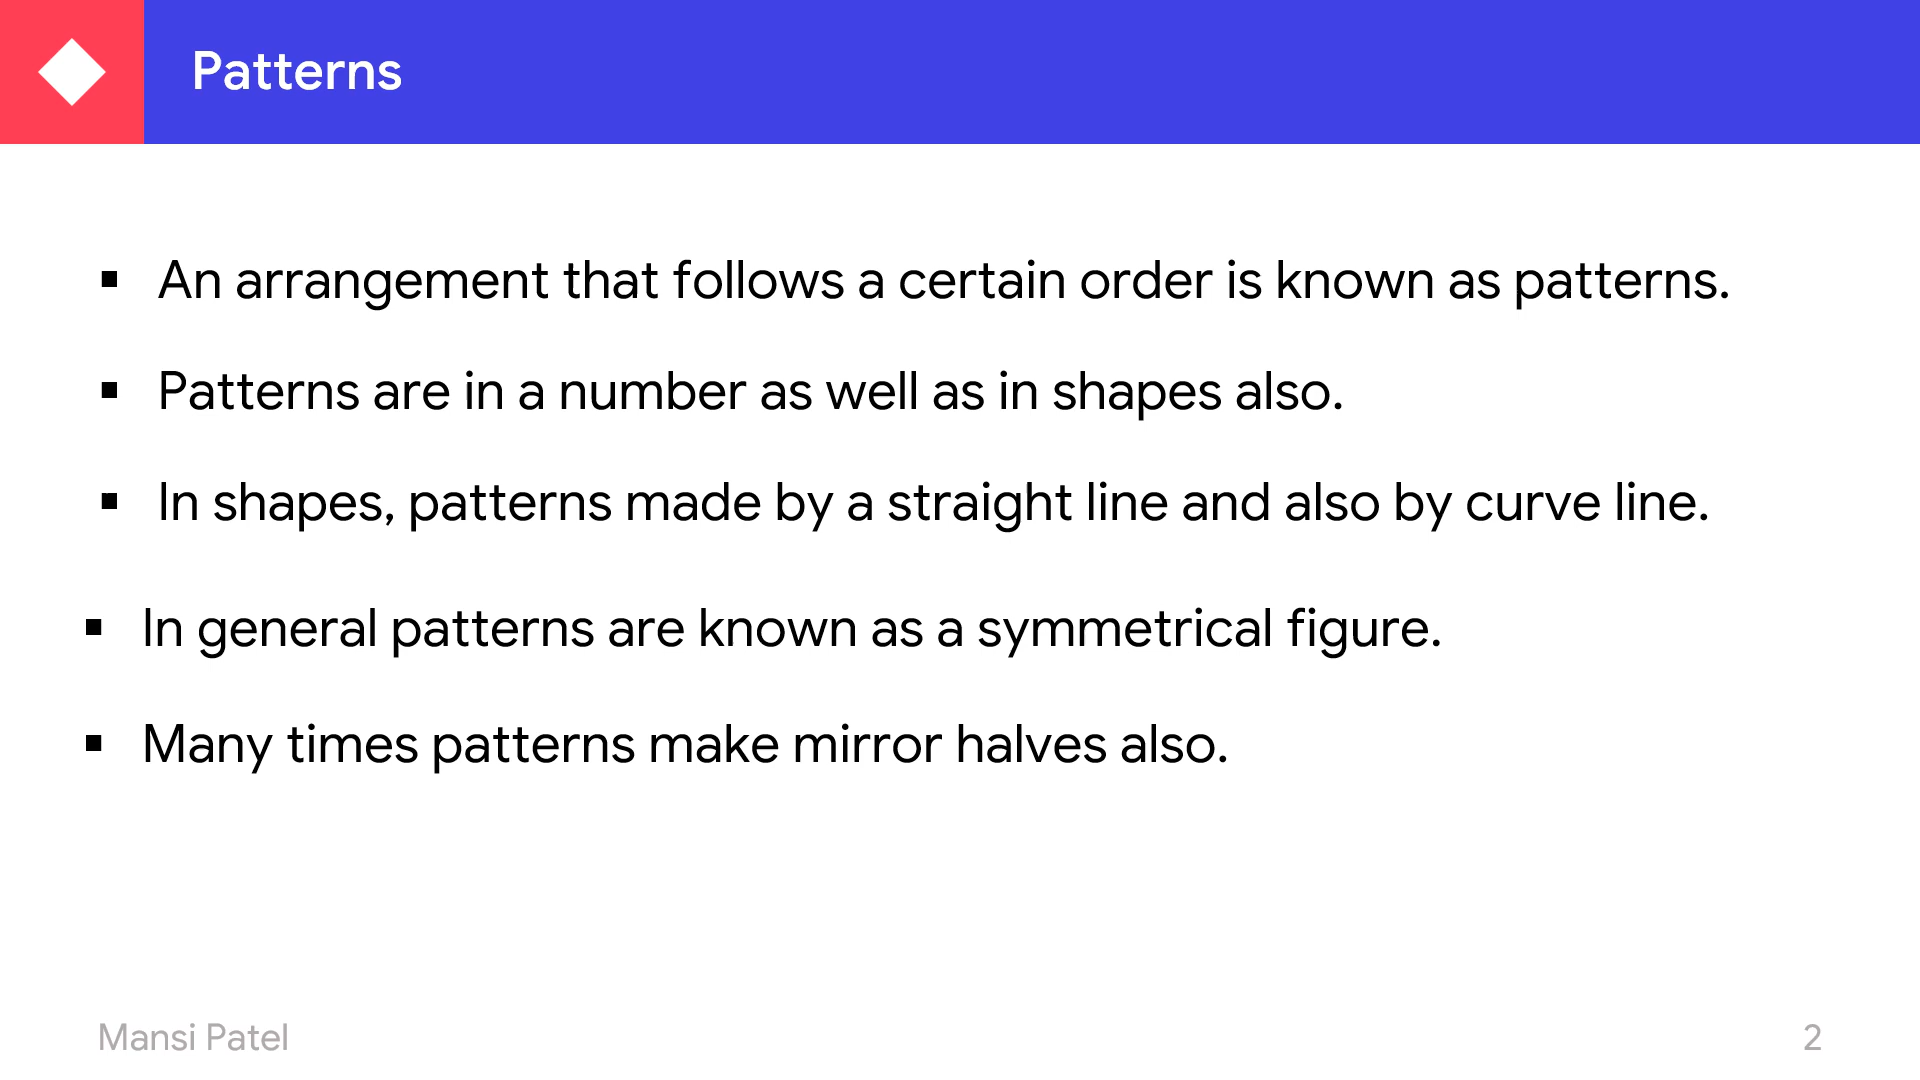 Patterns
▪ An arrangement that follows a certain order is known as patterns.
▪ Patterns are in a number as well as in shapes also.
▪ In shapes, patterns made by a straight line and also by curve line.
▪ In general patterns are known as a symmetrical figure.
▪ Many times patterns make mirror halves also.
Mansi Patel
2